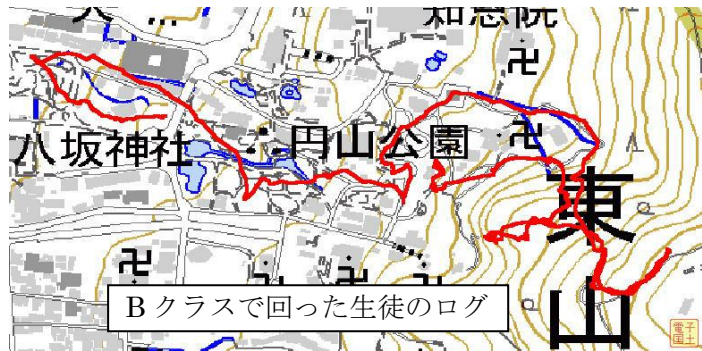 知恩院
円山公園
八坂神社
東
山
Bクラスで回った生徒のログ
電子
国土